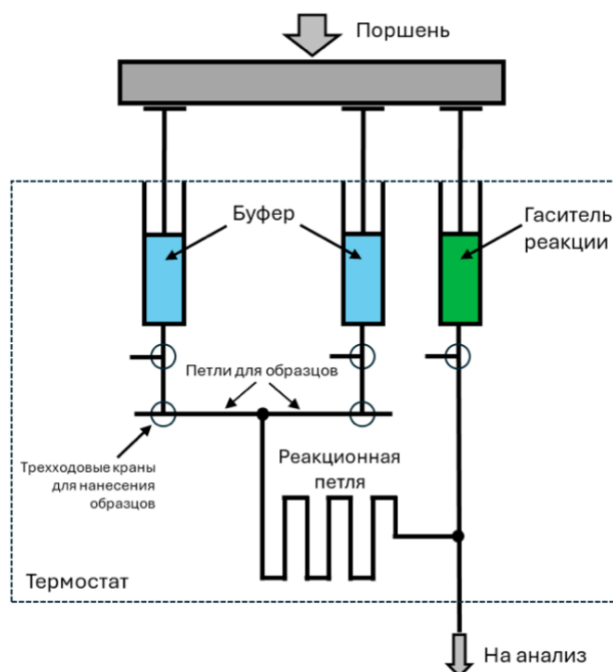 Поршень
Буфер
Гаситель
реакции
Петли для образцов
Трехходовые краны
для нанесения
образцов
Реакционная
петля
Термостат
На анализ